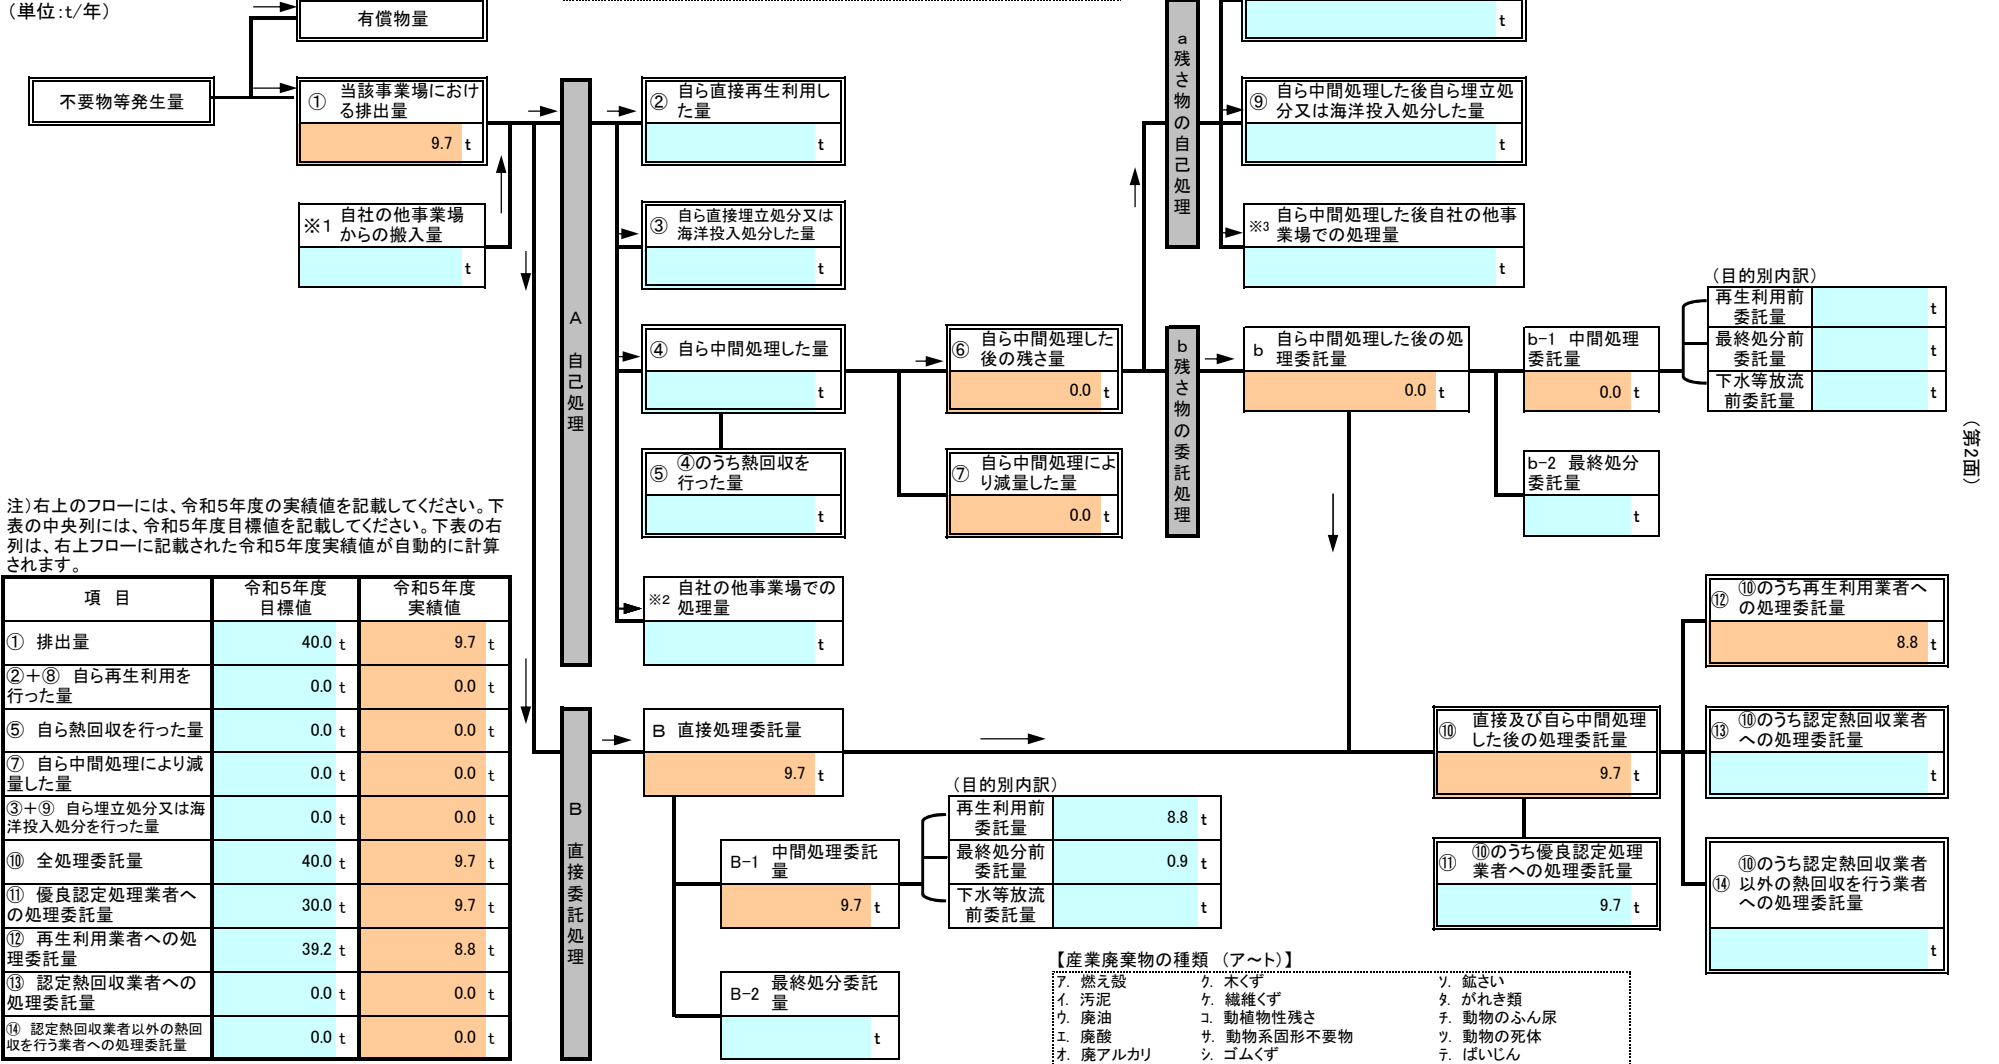 （単位：t/年）
有償物量
t
不要物等発生量
① 当該事業場におけ
る排出量
9.7 t
※1 自社の他事業場
からの搬入量
t
A 自己処理
② 自ら直接再生利用し
た量
t
③ 自ら直接埋立処分又は
海洋投入処分した量
t
④ 自ら中間処理した量
t
⑤ ④のうち熱回収を
行った量
t
※2 自社の他事業場での
処理量
t
⑥ 自ら中間処理した
後の残さ量
0.0 t
⑦ 自ら中間処理によ
り減量した量
0.0 t
a 残さ物の自己処理
⑨ 自ら中間処理した後自ら埋立処
分又は海洋投入処分した量
t
※3 自ら中間処理した後自社の他事
業場での処理量
t
b 残さ物の委託処理
b 自ら中間処理した後の処
理委託量
0.0 t
b-1 中間処理
委託量
0.0 t
（目的別内訳）
再生利用前
委託量
t
最終処分前
委託量
t
下水等放流
前委託量
t
b-2 最終処分
委託量
t
（第2面）
注）右上のフローには、令和5年度の実績値を記載してください。下
表の中央列には、令和5年度目標値を記載してください。下表の右
列は、右上フローに記載された令和5年度実績値が自動的に計算
されます。
項 目 令和5年度 目標値 令和5年度 実績値
① 排出量 40.0 t 9.7 t
②＋⑧ 自ら再生利用を
行った量 0.0 t 0.0 t
⑤ 自ら熱回収を行った量 0.0 t 0.0 t
⑦ 自ら中間処理により減
量した量 0.0 t 0.0 t
③＋⑨ 自ら埋立処分又は海
洋投入処分を行った量 0.0 t 0.0 t
⑩ 全処理委託量 40.0 t 9.7 t
⑪ 優良認定処理業者へ
の処理委託量 30.0 t 9.7 t
⑫ 再生利用業者への処
理委託量 39.2 t 8.8 t
⑬ 認定熱回収業者への
処理委託量 0.0 t 0.0 t
⑭ 認定熱回収業者以外の熱回
収を行う業者への処理委託量 0.0 t 0.0 t
B 直接委託処理
B 直接処理委託量
9.7 t
B-1 中間処理委託
量
9.7 t
（目的別内訳）
再生利用前
委託量
8.8 t
最終処分前
委託量
0.9 t
下水等放流
前委託量
t
B-2 最終処分委託
量
t
⑩ 直接及び自ら中間処理
した後の処理委託量
9.7 t
⑪ ⑩のうち優良認定処理
業者への処理委託量
9.7 t
⑫ ⑩のうち再生利用業者へ
の処理委託量
8.8 t
⑬ ⑩のうち認定熱回収業者
への処理委託量
t
⑭ ⑩のうち認定熱回収業者
以外の熱回収を行う業者
への処理委託量
t
【産業廃棄物の種類 （ア～ト）】
ア. 燃え殻 ク. 木くず ソ. 鉱さい
イ. 汚泥 ケ. 繊維くず タ. がれき類
ウ. 廃油 コ. 動植物性残さ チ. 動物のふん尿
エ. 廃酸 サ. 動物系固形不要物 ツ. 動物の死体
オ. 廃アルカリ シ. ゴムくず テ. ばいじん